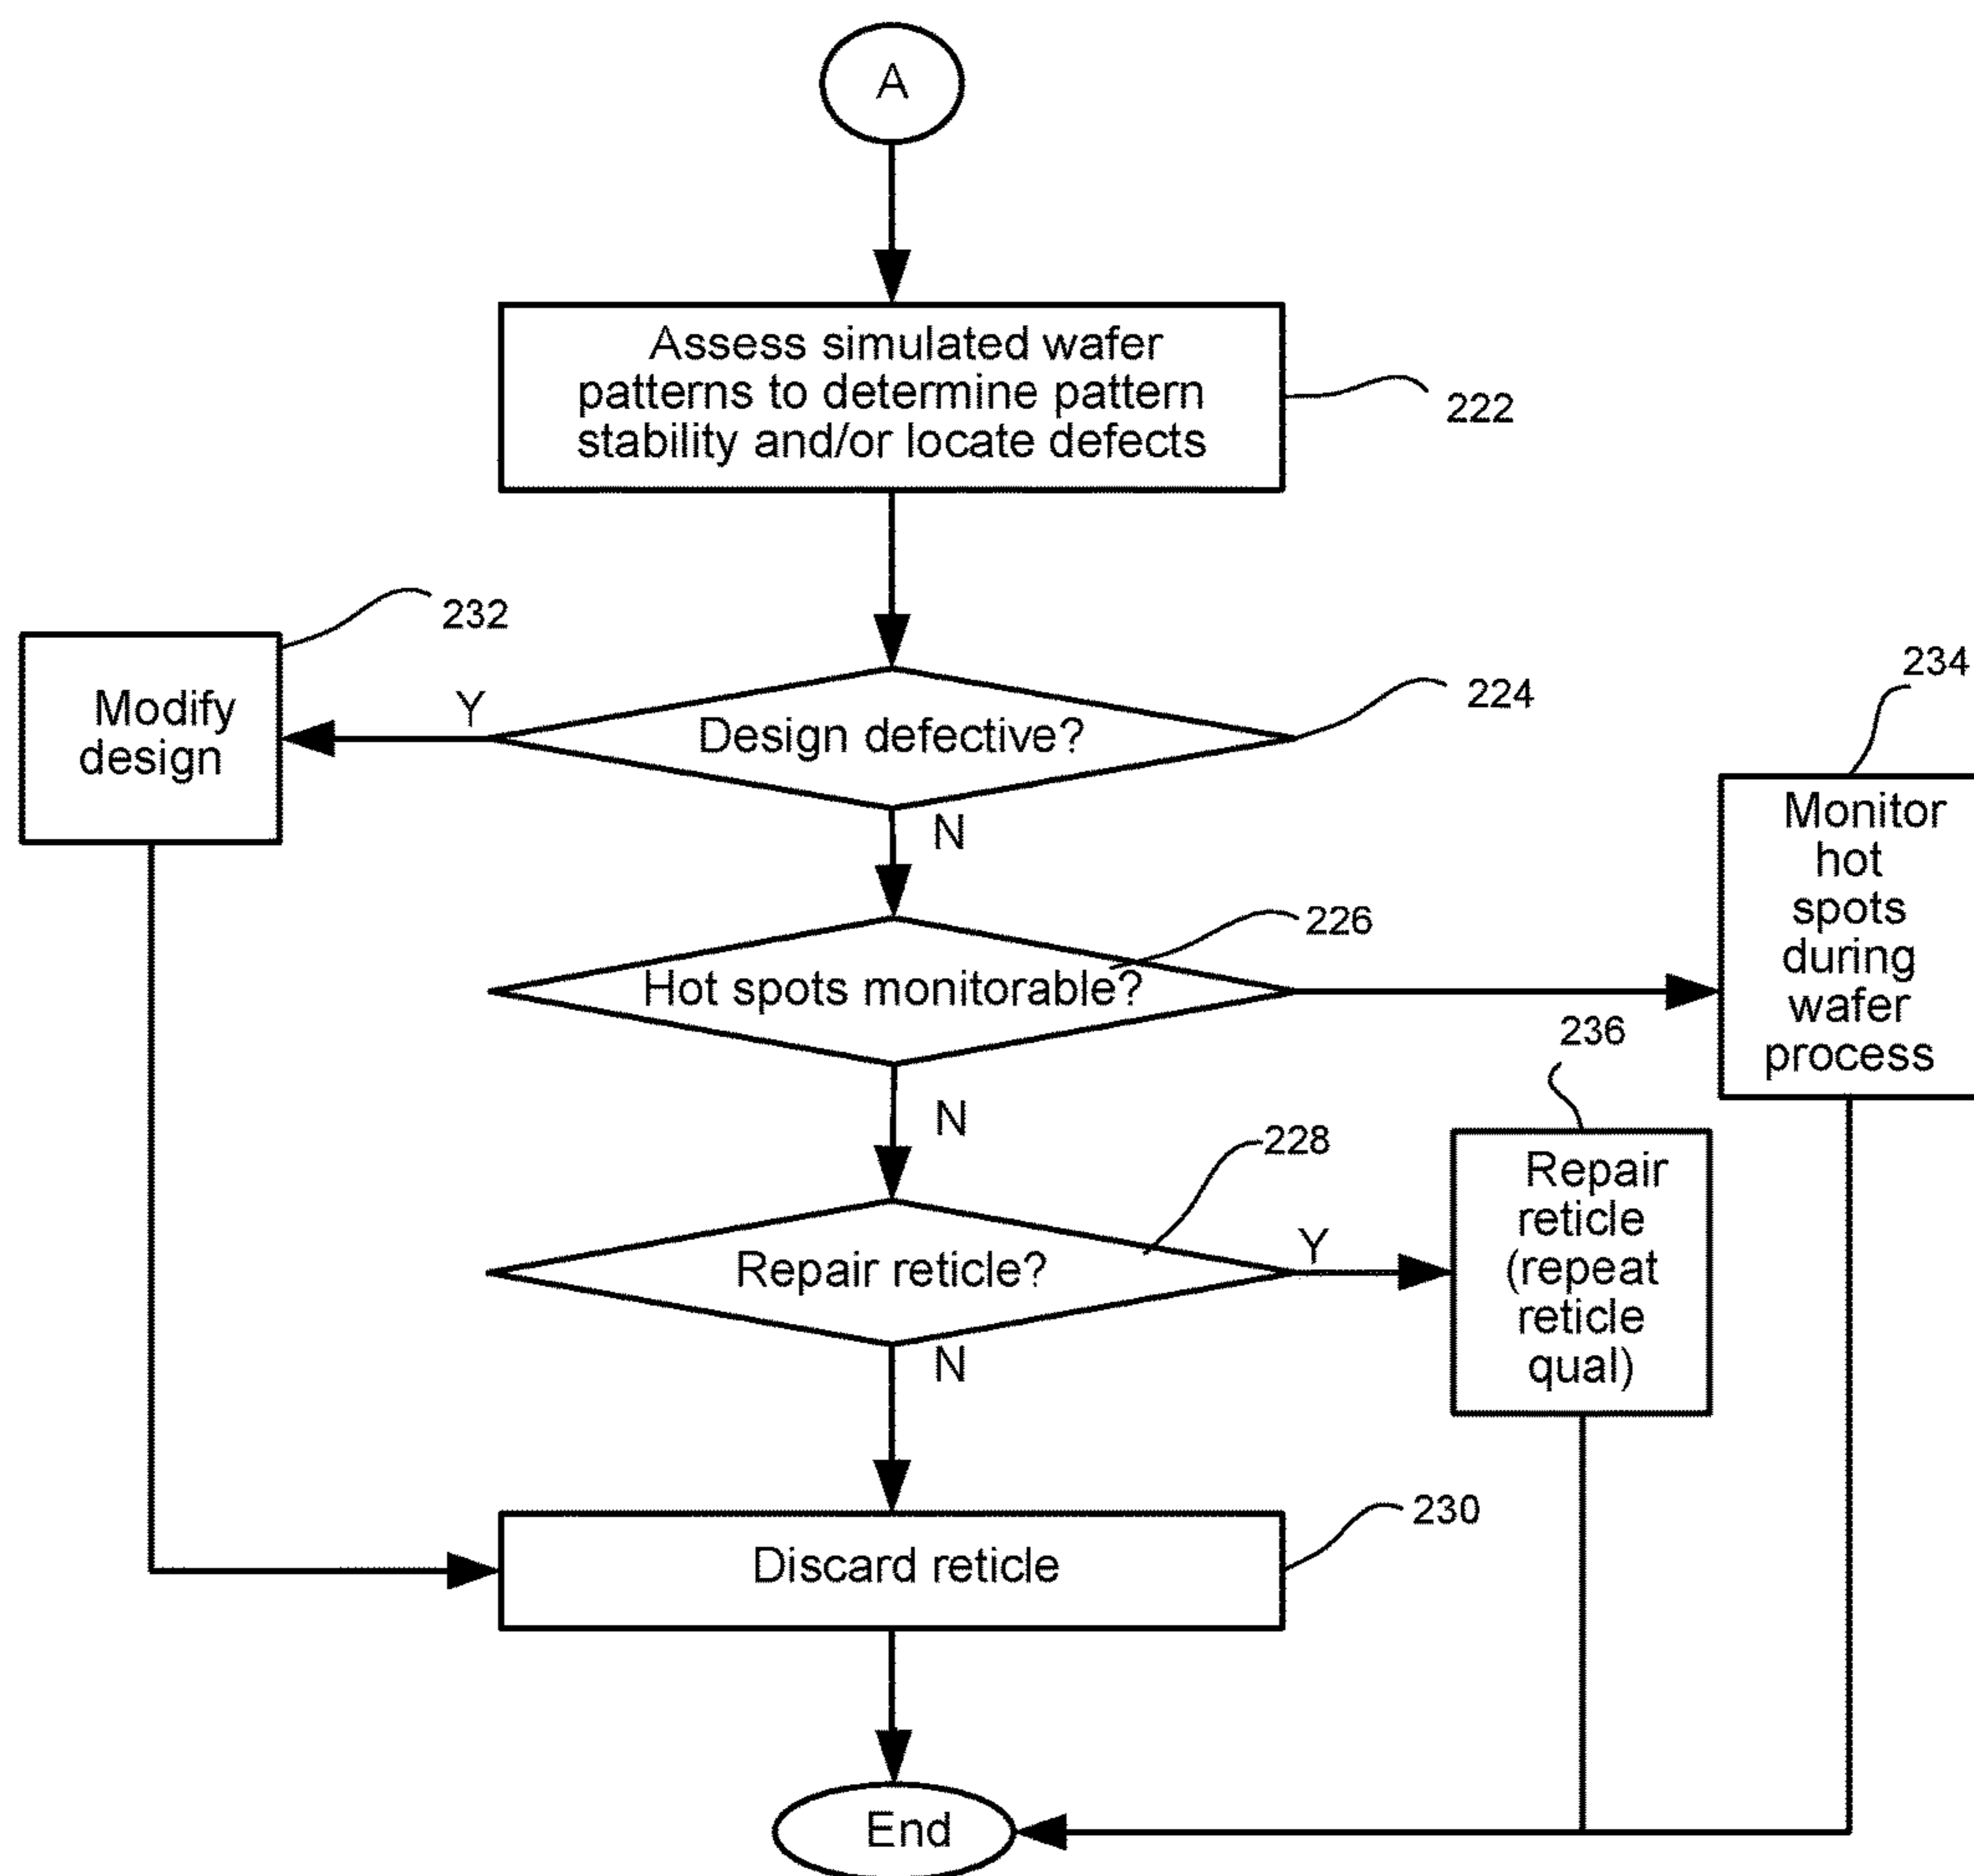 A
Assess simulated wafer
patterns to determine pattern
stability and/or locate defects
222
232
Modify
design
Y
Design defective?
224
N
234
Monitor
hot
spots
during
wafer
process
226
Hot spots monitorable?
N
236
228
Repair reticle?
Y
Repair
reticle
(repeat
reticle
qual)
N
230
Discard reticle
End